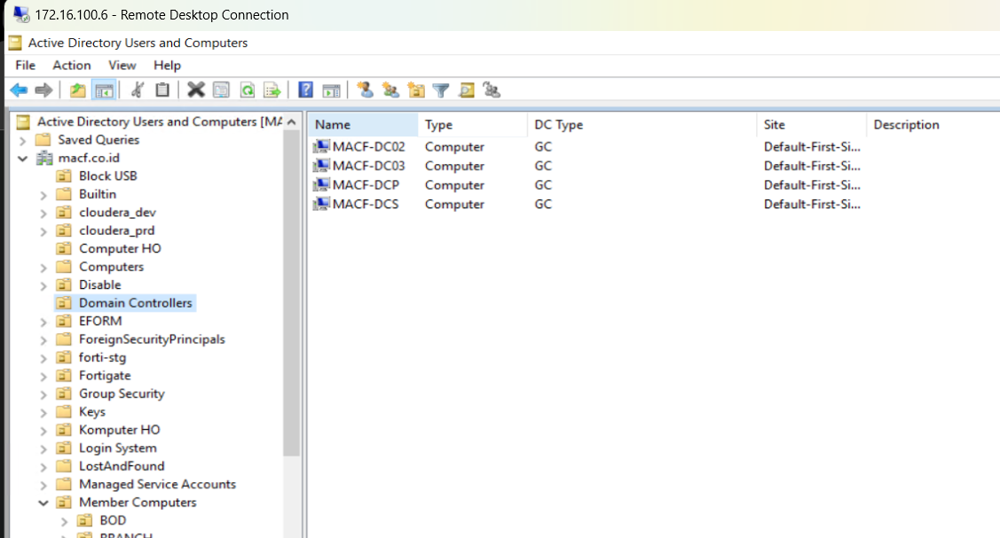 172.16.100.6 - Remote Desktop Connection
Active Directory Users and Computers
File Action View Help
Active Directory Users and Computers [MA
Saved Queries
macf.co.id
Block USB
Builtin
cloudera_dev
cloudera_prd
Computer HO
Computers
Disable
Domain Controllers
EFORM
ForeignSecurityPrincipals
forti-stg
Fortigate
Group Security
Keys
Komputer HO
Login System
LostAndFound
Managed Service Accounts
Member Computers
BOD
BRANCH
Name Type DC Type Site Description
MACF-DC02 Computer GC Default-First-Si...
MACF-DC03 Computer GC Default-First-Si...
MACF-DCP Computer GC Default-First-Si...
MACF-DCS Computer GC Default-First-Si...